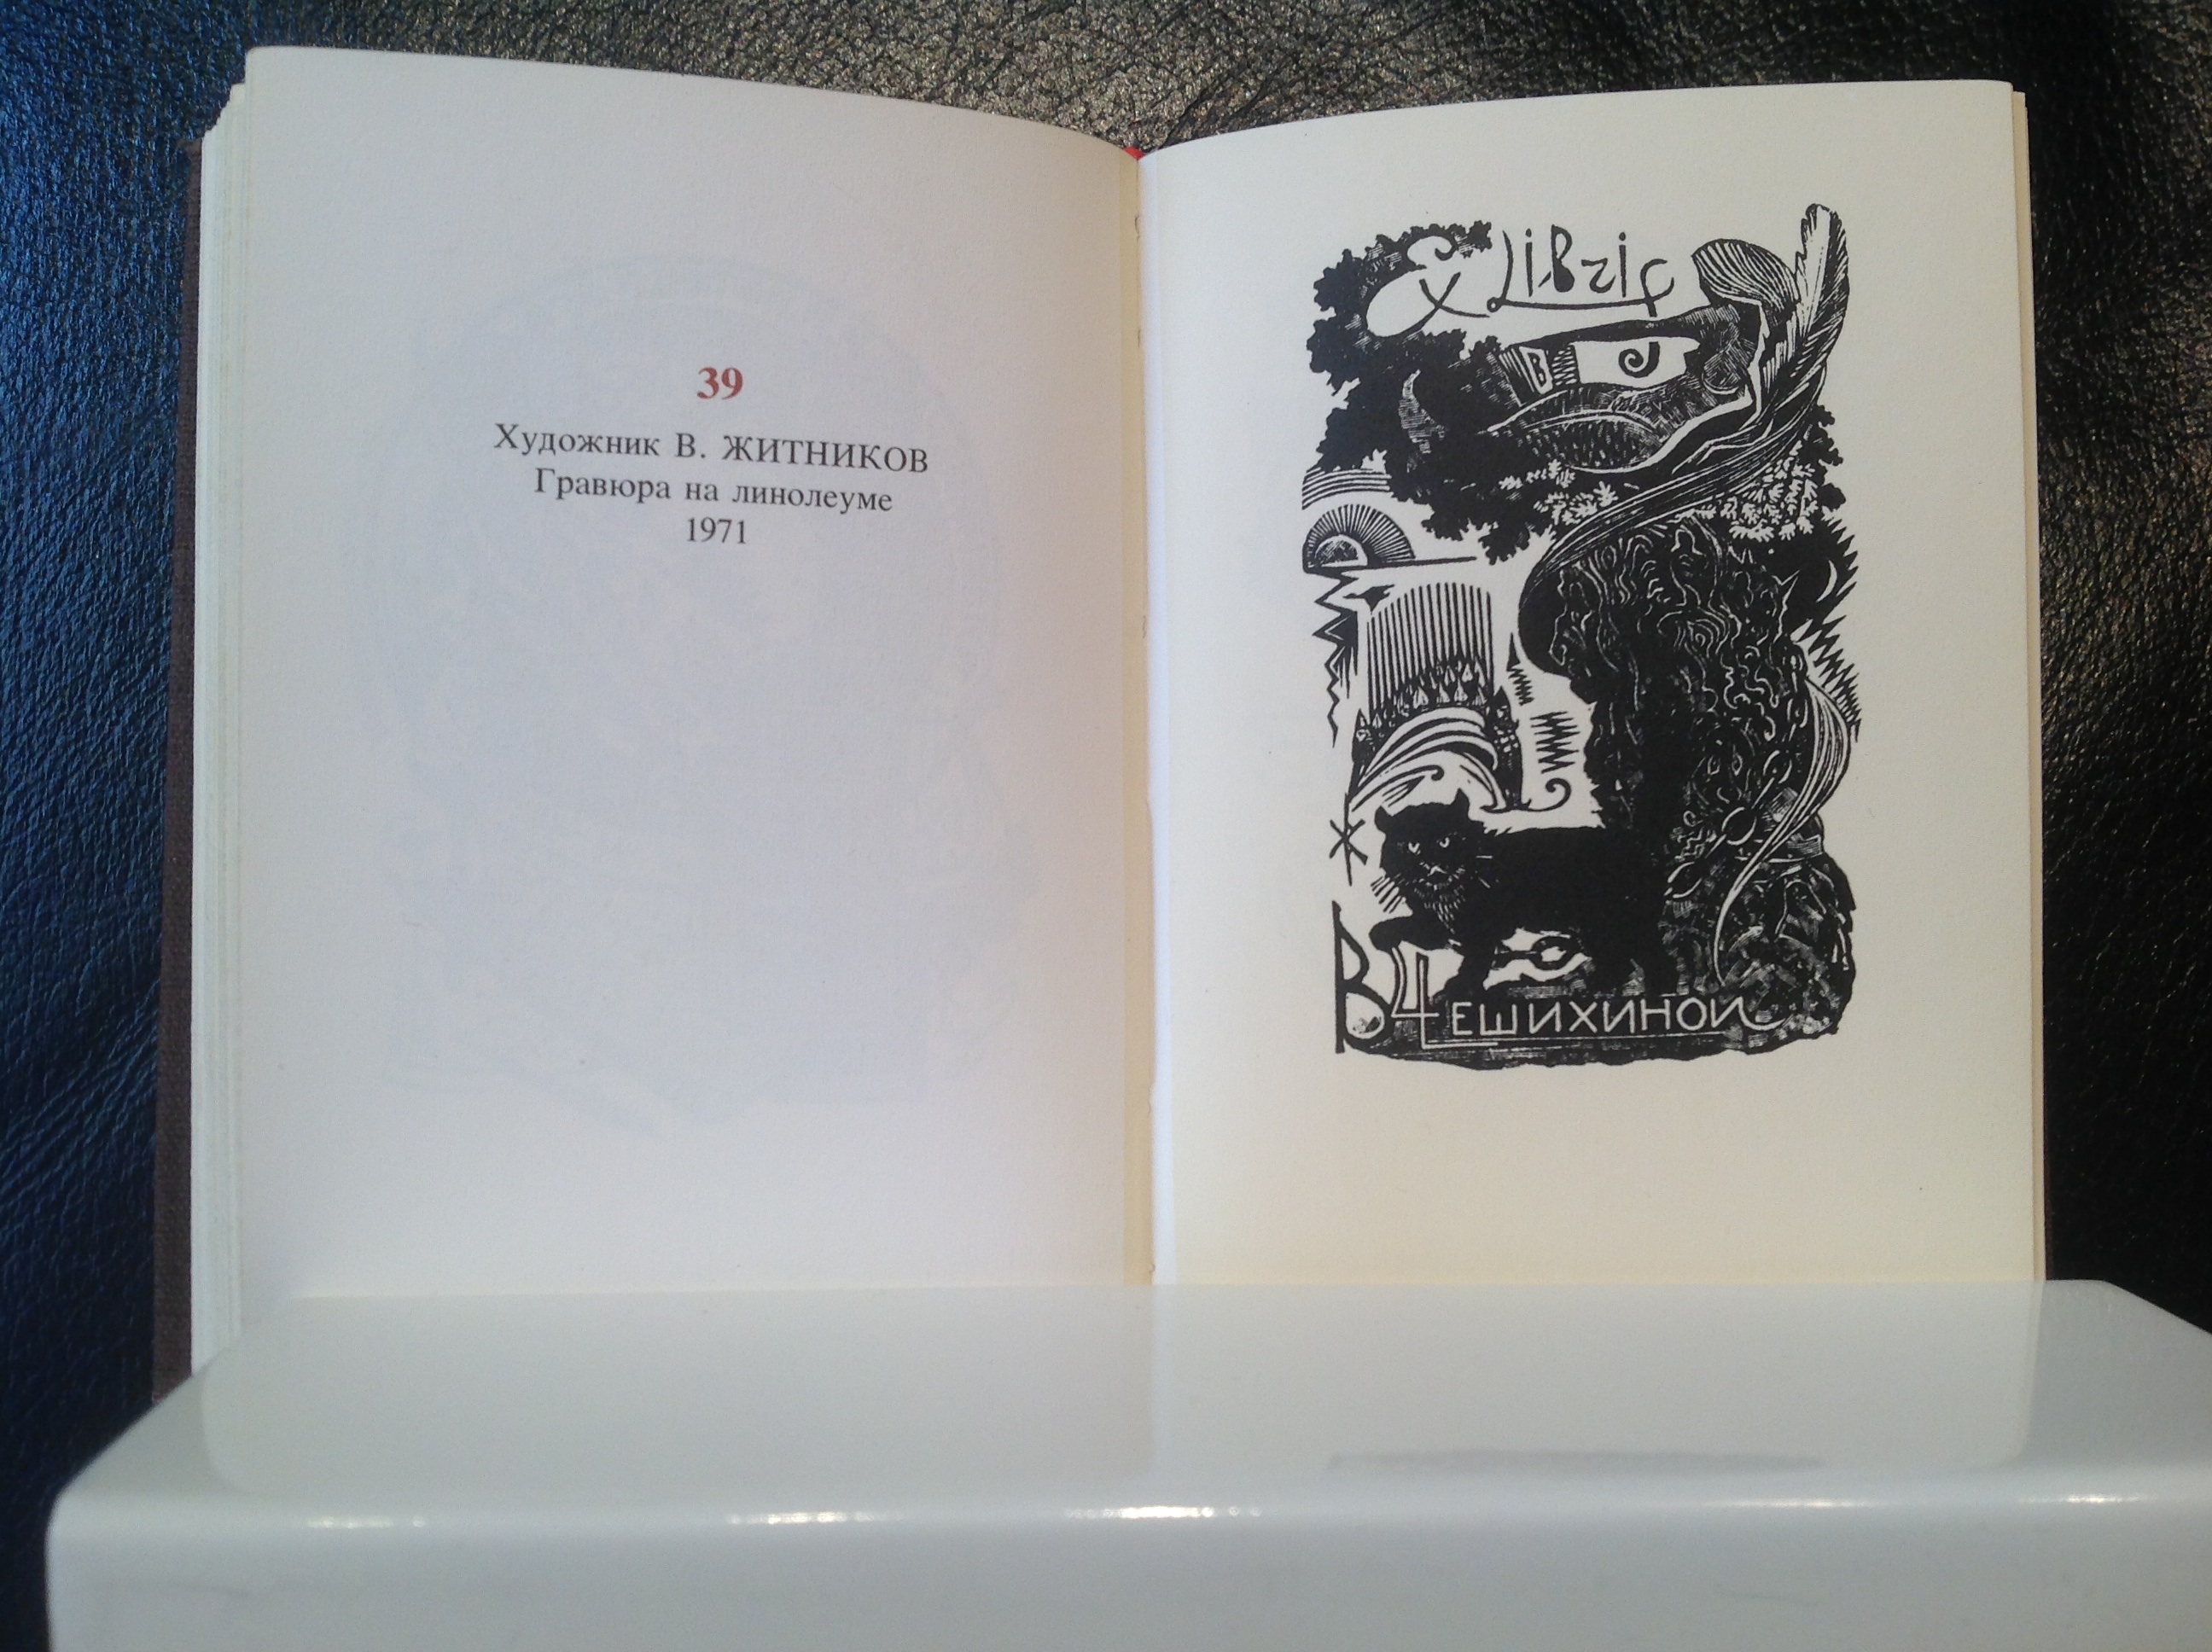 39
Художник В. ЖИТНИКОВ
Гравюра на линолеуме
1971
Ex Libris
В ЧЕШИХИНОЙ